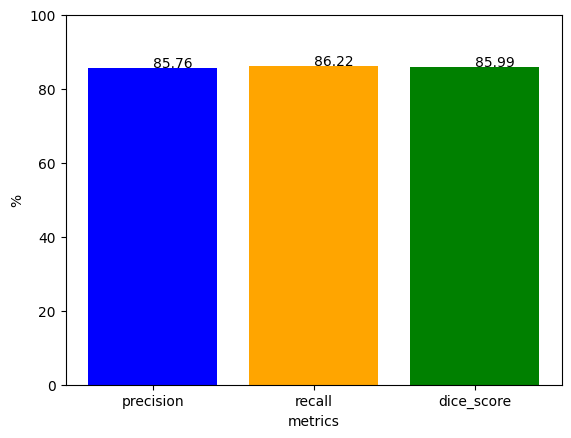 100
80
60
40
20
0
%
85.76
86.22
85.99
precision
recall
dice_score
metrics